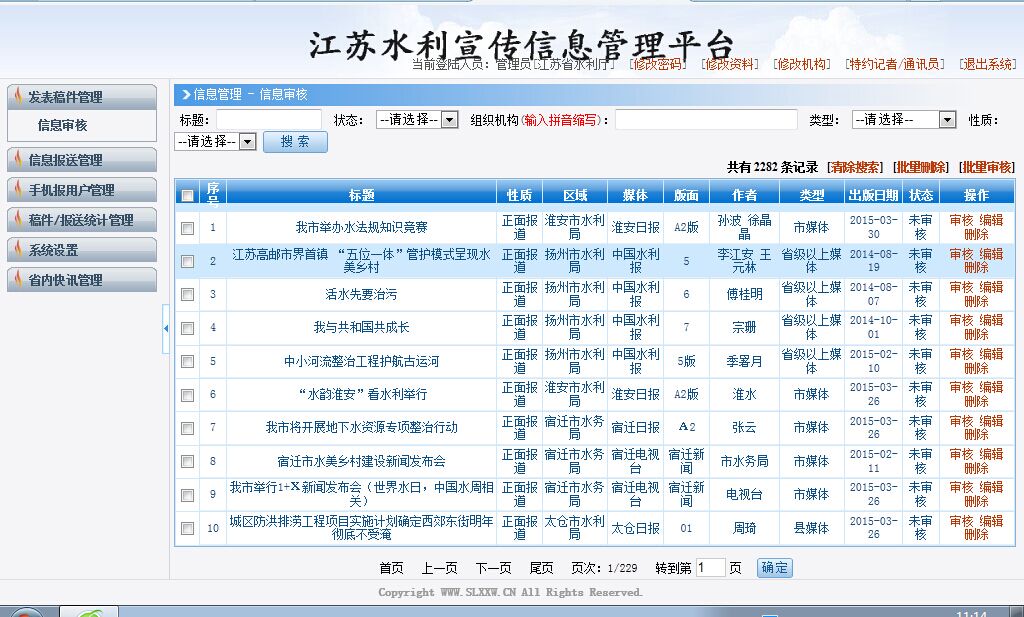 江苏水利宣传信息管理平台
当前登陆人员：管理员[江苏省水利厅] [修改密码] [修改资料] [修改机构] [特约记者/通讯员] [退出系统]
发表稿件管理
信息审核
信息报送管理
手机报用户管理
稿件/报送统计管理
系统设置
省内快讯管理
信息管理 - 信息审核
标题： 状态： --请选择-- 组织机构(输入拼音缩写)： 类型： --请选择-- 性质：
--请选择-- 搜 索
共有 2282 条记录 [清除搜索] [批量删除] [批量审核]
序号 标题 性质 区域 媒体 版面 作者 类型 出版日期 状态 操作
1 我市举办水法规知识竞赛 正面报道 淮安市水利局 淮安日报 A2版 孙波 徐晶晶 市媒体 2015-03-30 未审核 审核 编辑 删除
2 江苏高邮市界首镇 “五位一体”管护模式呈现水美乡村 正面报道 扬州市水利局 中国水利报 5 李江安 王元林 省级以上媒体 2014-08-19 未审核 审核 编辑 删除
3 活水先要治污 正面报道 扬州市水利局 中国水利报 6 傅桂明 省级以上媒体 2014-08-07 未审核 审核 编辑 删除
4 我与共和国共成长 正面报道 扬州市水利局 中国水利报 7 宗珊 省级以上媒体 2014-10-01 未审核 审核 编辑 删除
5 中小河流整治工程护航古运河 正面报道 扬州市水利局 中国水利报 5版 季署月 省级以上媒体 2015-02-10 未审核 审核 编辑 删除
6 “水韵淮安”看水利举行 正面报道 淮安市水利局 淮安日报 A2版 淮水 市媒体 2015-03-26 未审核 审核 编辑 删除
7 我市将开展地下水资源专项整治行动 正面报道 宿迁市水务局 宿迁日报 A2 张云 市媒体 2015-03-26 未审核 审核 编辑 删除
8 宿迁市水美乡村建设新闻发布会 正面报道 宿迁市水务局 宿迁电视台 宿迁新闻 市水务局 市媒体 2015-02-11 未审核 审核 编辑 删除
9 我市举行1+X新闻发布会（世界水日，中国水周相关） 正面报道 宿迁市水务局 宿迁电视台 宿迁新闻 电视台 市媒体 2015-03-26 未审核 审核 编辑 删除
10 城区防洪排涝工程项目实施计划确定西郊东街明年彻底不受淹 正面报道 太仓市水利局 太仓日报 01 周琦 县媒体 2015-03-26 未审核 审核 编辑 删除
首页 上一页 下一页 尾页 页次：1/229 转到第 1 页 确定
Copyright WWW.SLXXW.CN All Rights Reserved.
11:14